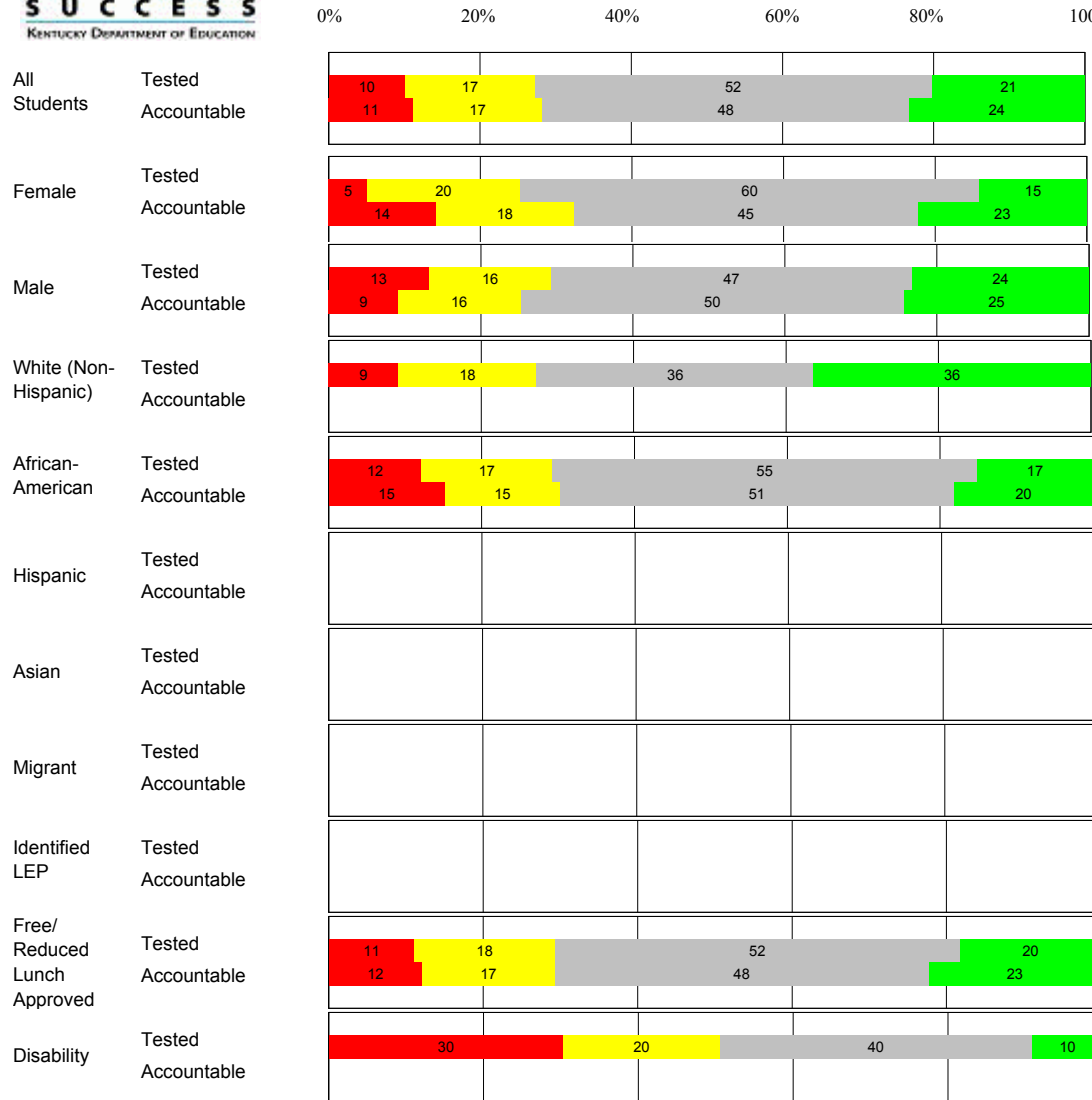 SUCCESS
KENTUCKY DEPARTMENT OF EDUCATION
0% 20% 40% 60% 80% 100
All Students
Tested 10 17 52 21
Accountable 11 17 48 24
Female
Tested 5 20 60 15
Accountable 14 18 45 23
Male
Tested 13 16 47 24
Accountable 9 16 50 25
White (Non-
Hispanic)
Tested 9 18 36 36
Accountable
African-
American
Tested 12 17 55 17
Accountable 15 15 51 20
Hispanic
Tested
Accountable
Asian
Tested
Accountable
Migrant
Tested
Accountable
Identified
LEP
Tested
Accountable
Free/
Reduced
Lunch
Approved
Tested 11 18 52 20
Accountable 12 17 48 23
Disability
Tested 30 20 40 10
Accountable